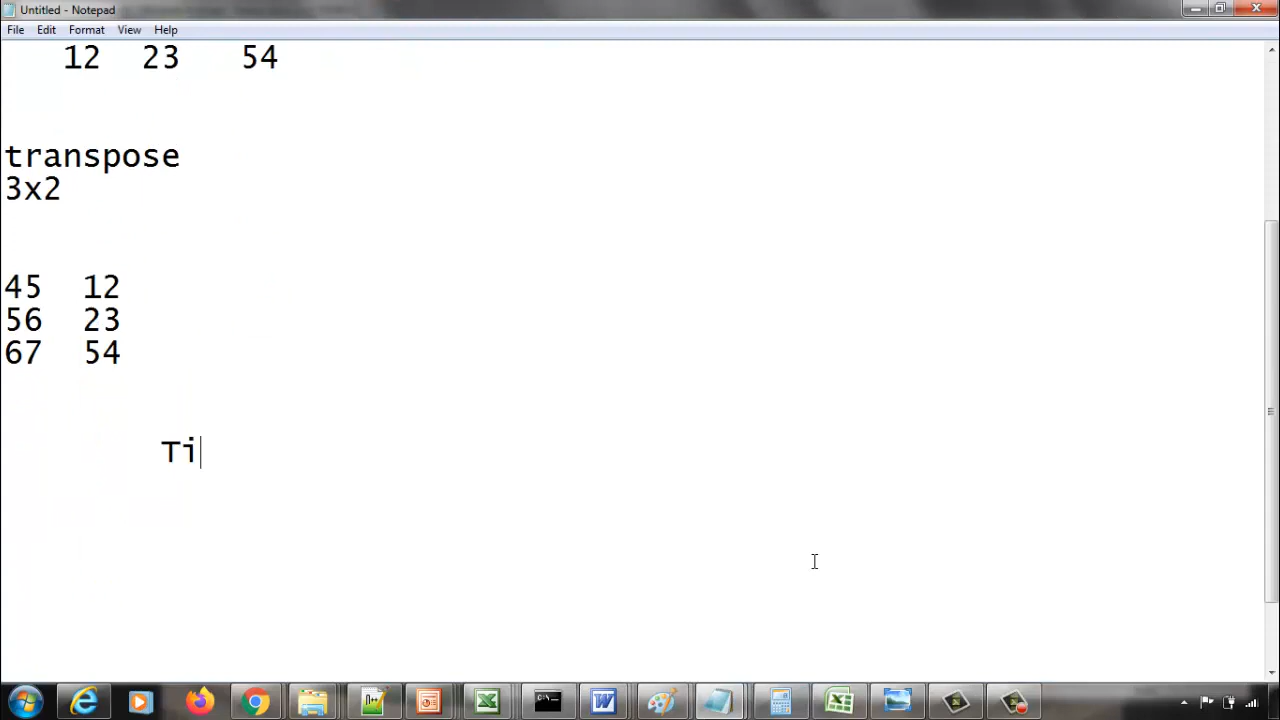 Untitled - Notepad
File Edit Format View Help
12 23 54
transpose
3x2
45 12
56 23
67 54
Ti